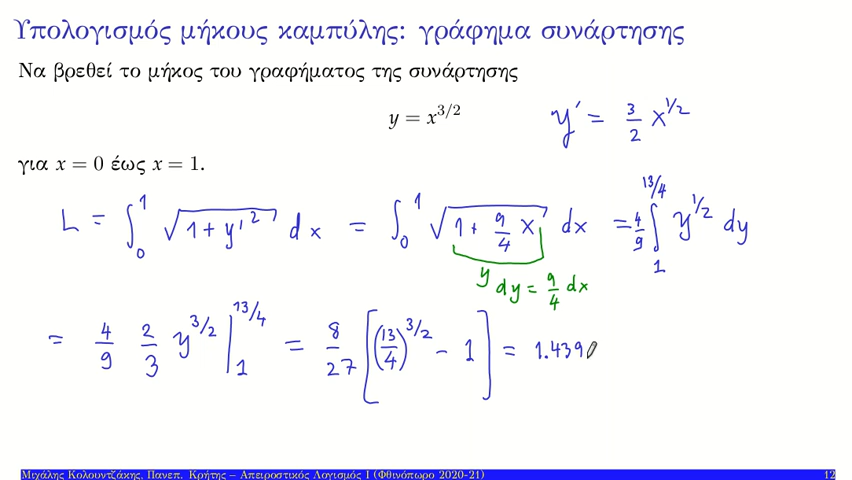 Υπολογισμός μήκους καμπύλης: γράφημα συνάρτησης
Να βρεθεί το μήκος του γραφήματος της συνάρτησης
y = x^{3/2} y' = 3/2 x^{1/2}
για x = 0 έως x = 1.
L = ∫_0^1 √(1 + y'^2) dx = ∫_0^1 √(1 + 9/4 x) dx = 4/9 ∫_1^{13/4} y^{1/2} dy
y dy = 9/4 dx
= 4/9 2/3 y^{3/2} |_1^{13/4} = 8/27 [(13/4)^{3/2} - 1] = 1.4390
Μιχάλης Κολουντζάκης, Πανεπ. Κρήτης – Απειροστικός Λογισμός Ι (Φθινόπωρο 2020-21) 12